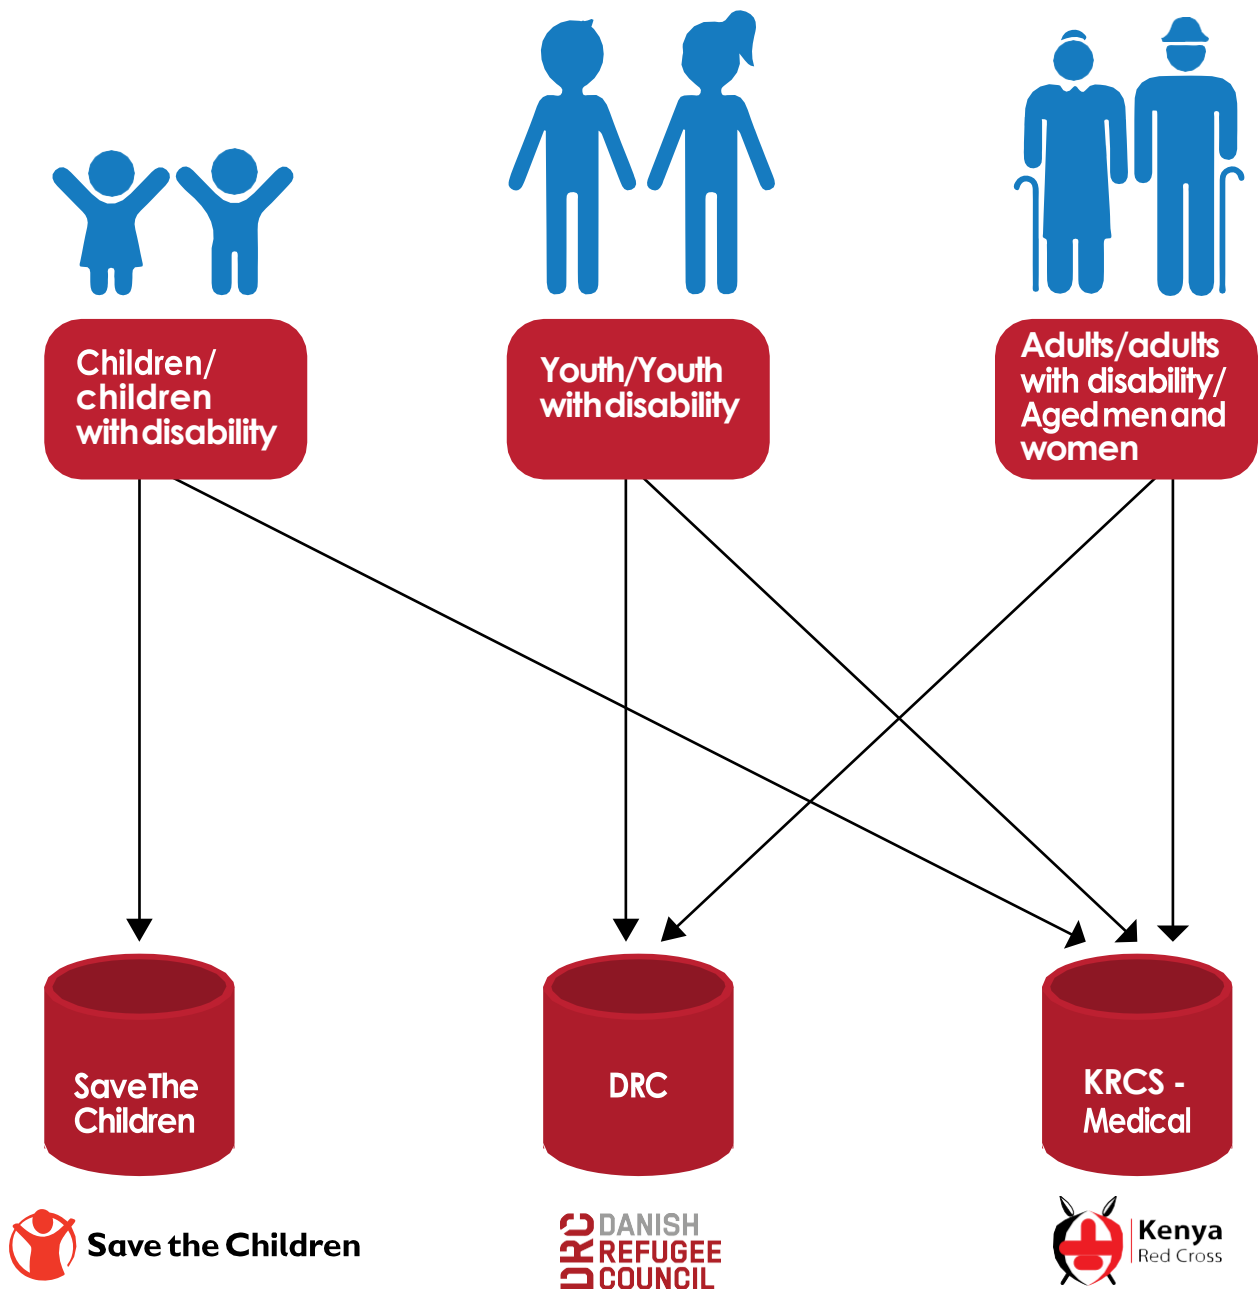 Children/
children
with disability
Youth/Youth
with disability
Adults/adults
with disability/
Aged men and
women
Save The
Children
DRC
KRCS -
Medical
Save the Children
DRC
DANISH
REFUGEE
COUNCIL
Kenya
Red Cross